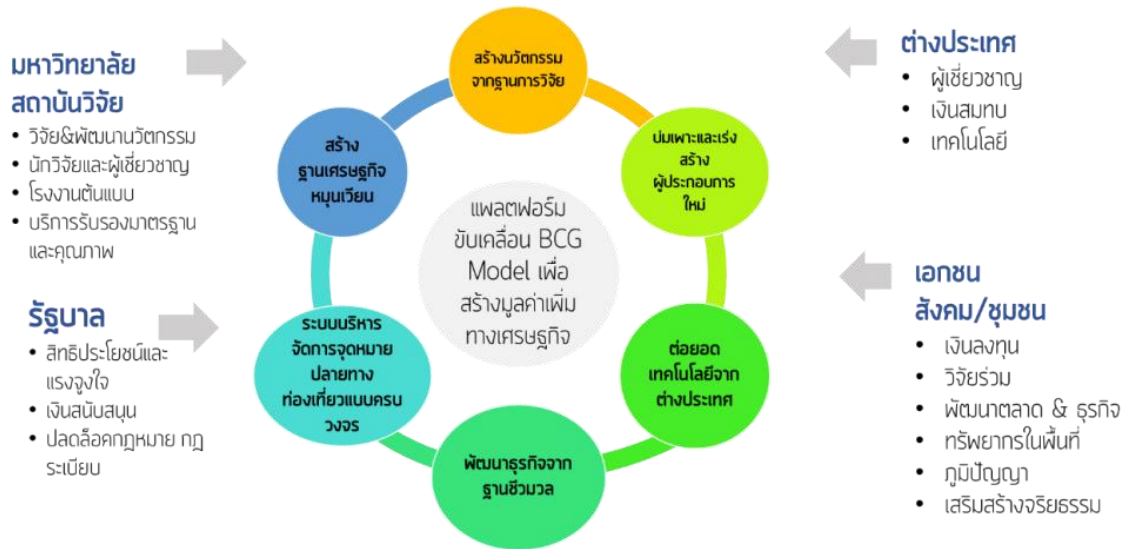 มหาวิทยาลัย
สถาบันวิจัย
• วิจัย&พัฒนานวัตกรรม
• นักวิจัยและผู้เชี่ยวชาญ
• โรงงานต้นแบบ
• บริการรับรองมาตรฐาน
และคุณภาพ
รัฐบาล
• สิทธิประโยชน์และ
แรงจูงใจ
• เงินสนับสนุน
• ปลดล็อคกฎหมาย กฎ
ระเบียบ
สร้างนวัตกรรม
จากฐานการวิจัย
บ่มเพาะและเร่ง
สร้าง
ผู้ประกอบการ
ใหม่
ต่อยอด
เทคโนโลยีจาก
ต่างประเทศ
พัฒนาธุรกิจจาก
ฐานชีวมวล
ระบบบริหาร
จัดการจุดหมาย
ปลายทาง
ท่องเที่ยวแบบครบ
วงจร
สร้าง
ฐานเศรษฐกิจ
หมุนเวียน
แพลตฟอร์ม
ขับเคลื่อน BCG
Model เพื่อ
สร้างมูลค่าเพิ่ม
ทางเศรษฐกิจ
ต่างประเทศ
• ผู้เชี่ยวชาญ
• เงินสมทบ
• เทคโนโลยี
เอกชน
สังคม/ชุมชน
• เงินลงทุน
• วิจัยร่วม
• พัฒนาตลาด & ธุรกิจ
• ทรัพยากรในพื้นที่
• ภูมิปัญญา
• เสริมสร้างจริยธรรม